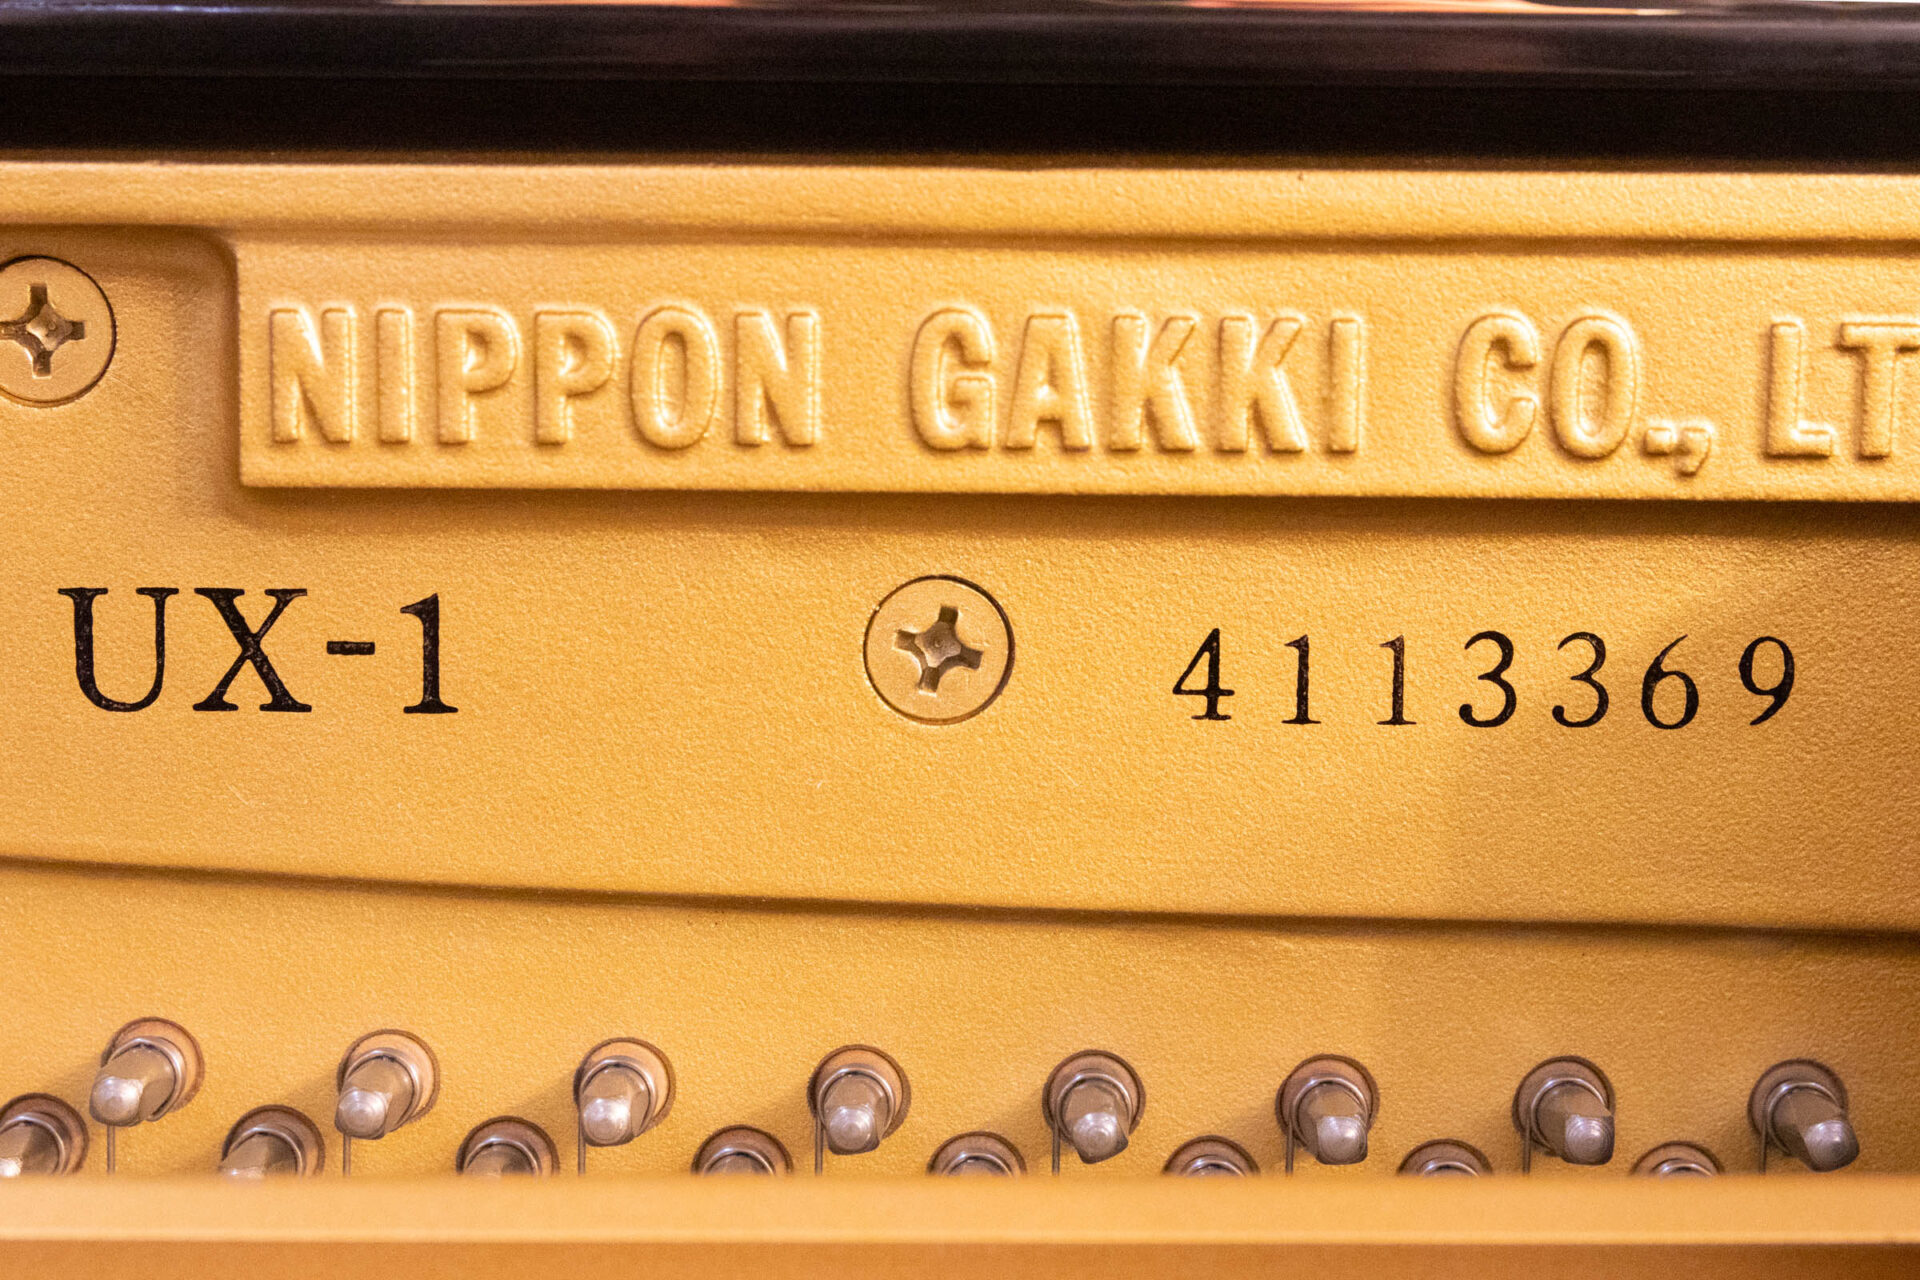 NIPPON GAKKI CO., LT
UX-1 4113369